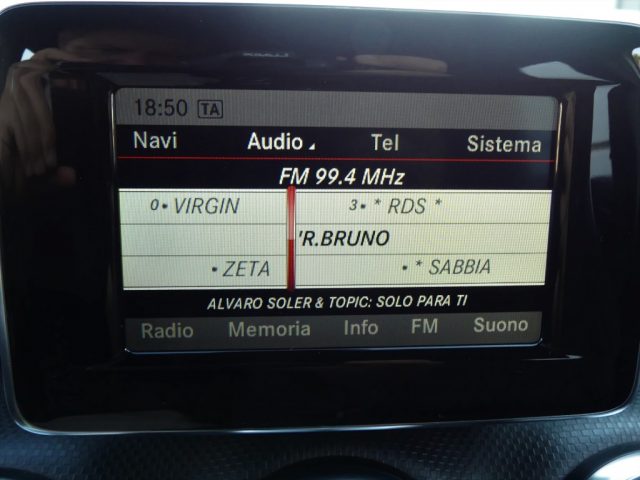 18:50 TA
Navi Audio Tel Sistema
FM 99.4 MHz
0• VIRGIN 3• * RDS *
'R.BRUNO
• ZETA • * SABBIA
ALVARO SOLER & TOPIC: SOLO PARA TI
Radio Memoria Info FM Suono